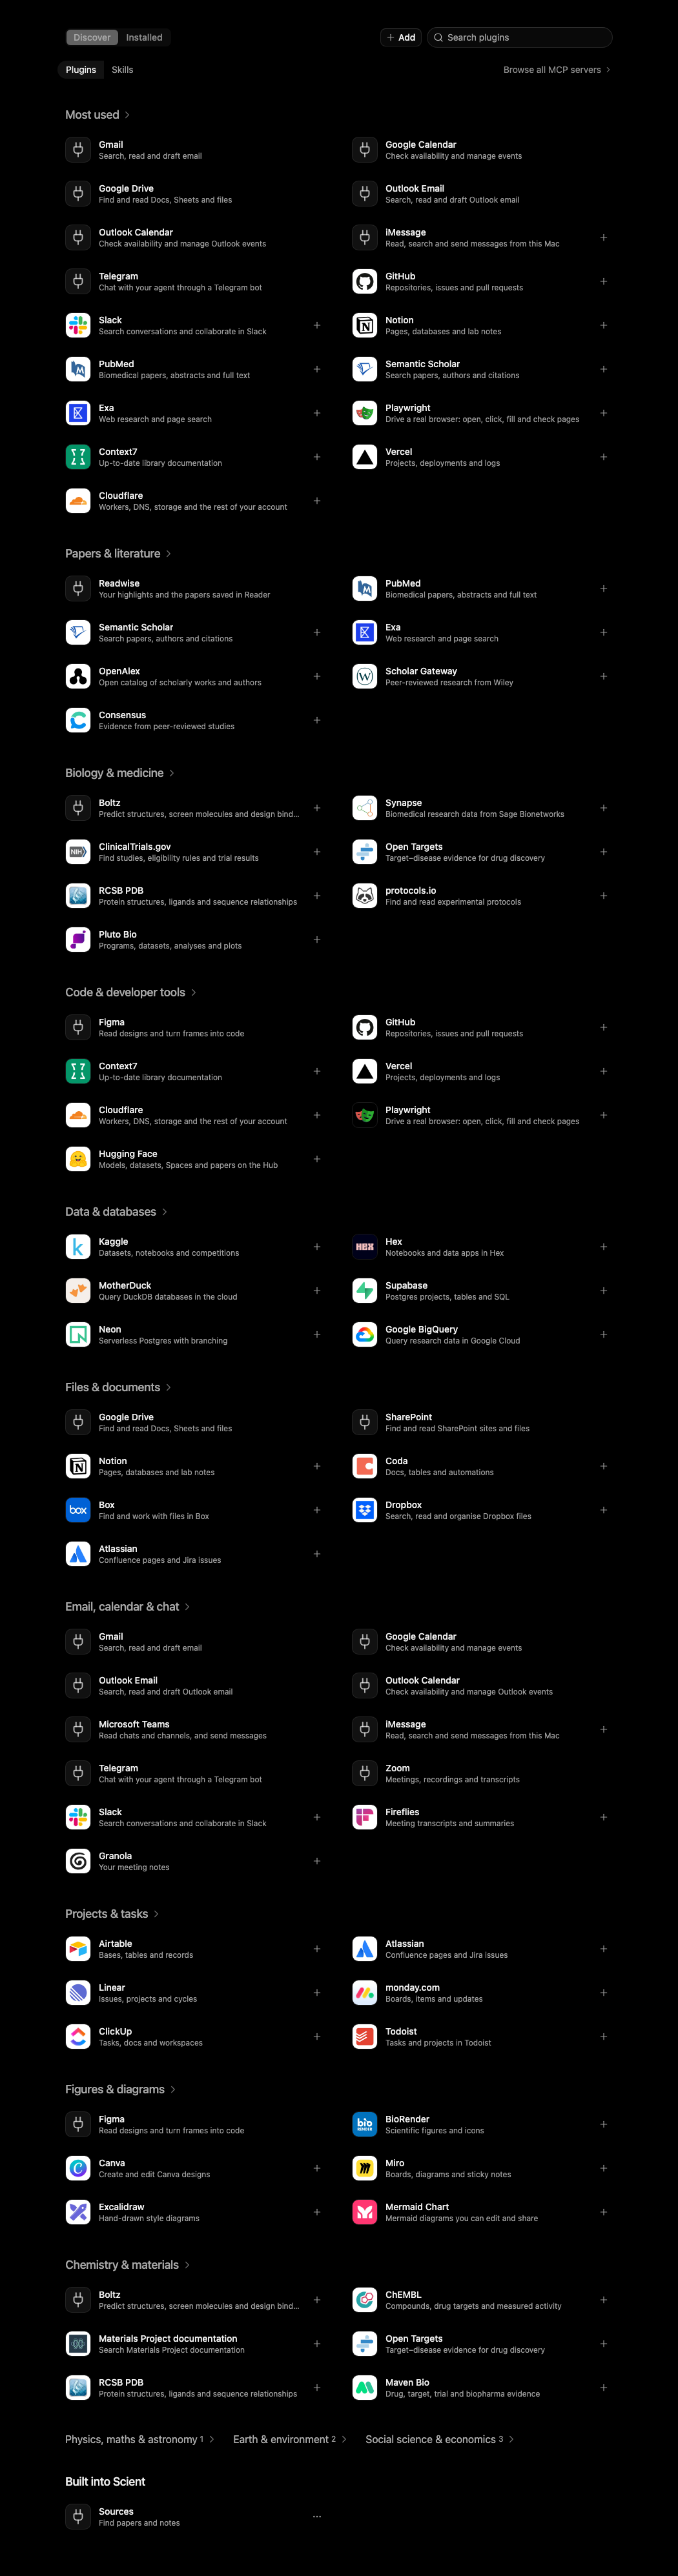 Discover
Installed
Add
Search plugins
Plugins
Skills
Browse all MCP servers
Most used
Gmail
Search, read and draft email
Google Calendar
Check availability and manage events
Google Drive
Find and read Docs, Sheets and files
Outlook Email
Search, read and draft Outlook email
Outlook Calendar
Check availability and manage Outlook events
iMessage
Read, search and send messages from this Mac
Telegram
Chat with your agent through a Telegram bot
GitHub
Repositories, issues and pull requests
Slack
Search conversations and collaborate in Slack
Notion
Pages, databases and lab notes
PubMed
Biomedical papers, abstracts and full text
Semantic Scholar
Search papers, authors and citations
Exa
Web research and page search
Playwright
Drive a real browser: open, click, fill and check pages
Context7
Up-to-date library documentation
Vercel
Projects, deployments and logs
Cloudflare
Workers, DNS, storage and the rest of your account
Papers & literature
Readwise
Your highlights and the papers saved in Reader
PubMed
Biomedical papers, abstracts and full text
Semantic Scholar
Search papers, authors and citations
Exa
Web research and page search
OpenAlex
Open catalog of scholarly works and authors
Scholar Gateway
Peer-reviewed research from Wiley
Consensus
Evidence from peer-reviewed studies
Biology & medicine
Boltz
Predict structures, screen molecules and design bind...
Synapse
Biomedical research data from Sage Bionetworks
NIH
ClinicalTrials.gov
Find studies, eligibility rules and trial results
Open Targets
Target–disease evidence for drug discovery
RCSB PDB
Protein structures, ligands and sequence relationships
protocols.io
Find and read experimental protocols
Pluto Bio
Programs, datasets, analyses and plots
Code & developer tools
Figma
Read designs and turn frames into code
GitHub
Repositories, issues and pull requests
Context7
Up-to-date library documentation
Vercel
Projects, deployments and logs
Cloudflare
Workers, DNS, storage and the rest of your account
Playwright
Drive a real browser: open, click, fill and check pages
Hugging Face
Models, datasets, Spaces and papers on the Hub
Data & databases
k
Kaggle
Datasets, notebooks and competitions
HEX
Hex
Notebooks and data apps in Hex
MotherDuck
Query DuckDB databases in the cloud
Supabase
Postgres projects, tables and SQL
Neon
Serverless Postgres with branching
Google BigQuery
Query research data in Google Cloud
Files & documents
Google Drive
Find and read Docs, Sheets and files
SharePoint
Find and read SharePoint sites and files
Notion
Pages, databases and lab notes
Coda
Docs, tables and automations
box
Box
Find and work with files in Box
Dropbox
Search, read and organise Dropbox files
Atlassian
Confluence pages and Jira issues
Email, calendar & chat
Gmail
Search, read and draft email
Google Calendar
Check availability and manage events
Outlook Email
Search, read and draft Outlook email
Outlook Calendar
Check availability and manage Outlook events
Microsoft Teams
Read chats and channels, and send messages
iMessage
Read, search and send messages from this Mac
Telegram
Chat with your agent through a Telegram bot
Zoom
Meetings, recordings and transcripts
Slack
Search conversations and collaborate in Slack
Fireflies
Meeting transcripts and summaries
Granola
Your meeting notes
Projects & tasks
Airtable
Bases, tables and records
Atlassian
Confluence pages and Jira issues
Linear
Issues, projects and cycles
monday.com
Boards, items and updates
ClickUp
Tasks, docs and workspaces
Todoist
Tasks and projects in Todoist
Figures & diagrams
Figma
Read designs and turn frames into code
bio
RENDER
BioRender
Scientific figures and icons
Canva
Create and edit Canva designs
Miro
Boards, diagrams and sticky notes
Excalidraw
Hand-drawn style diagrams
Mermaid Chart
Mermaid diagrams you can edit and share
Chemistry & materials
Boltz
Predict structures, screen molecules and design bind...
ChEMBL
Compounds, drug targets and measured activity
Materials Project documentation
Search Materials Project documentation
Open Targets
Target–disease evidence for drug discovery
RCSB PDB
Protein structures, ligands and sequence relationships
Maven Bio
Drug, target, trial and biopharma evidence
Physics, maths & astronomy 1
Earth & environment 2
Social science & economics 3
Built into Scient
Sources
Find papers and notes